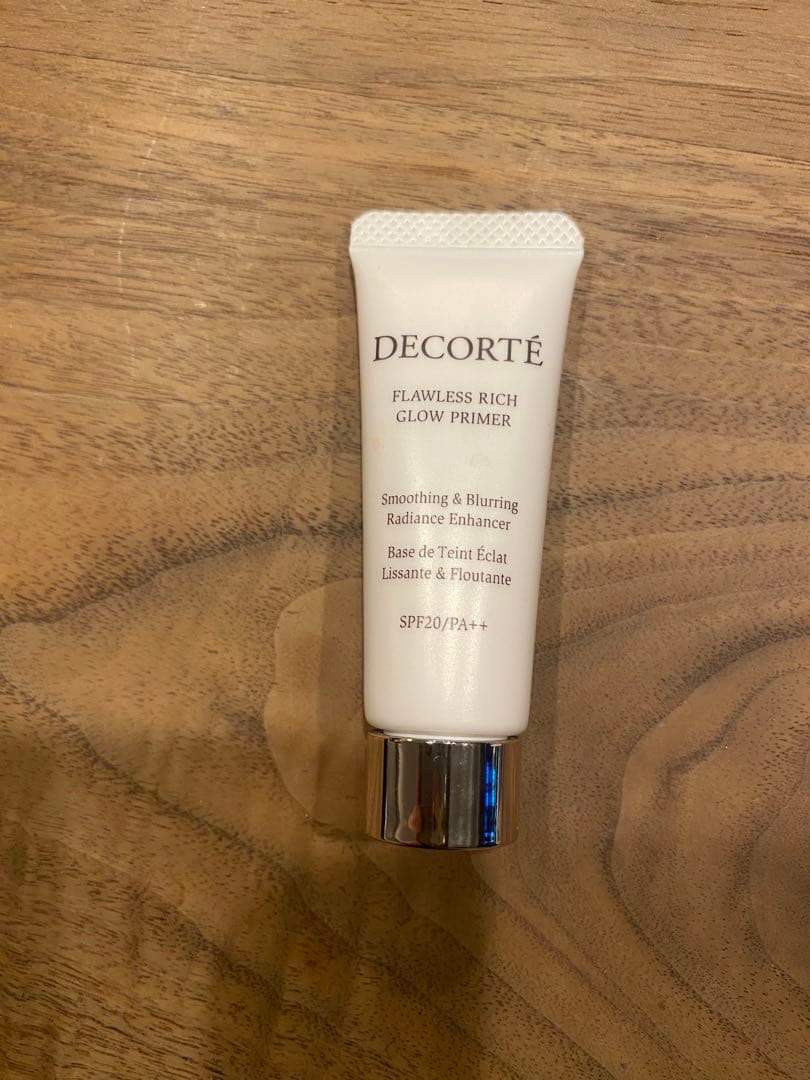 DECORTÉ
FLAWLESS RICH
GLOW PRIMER
Smoothing & Blurring
Radiance Enhancer
Base de Teint Éclat
Lissante & Floutante
SPF20/PA++